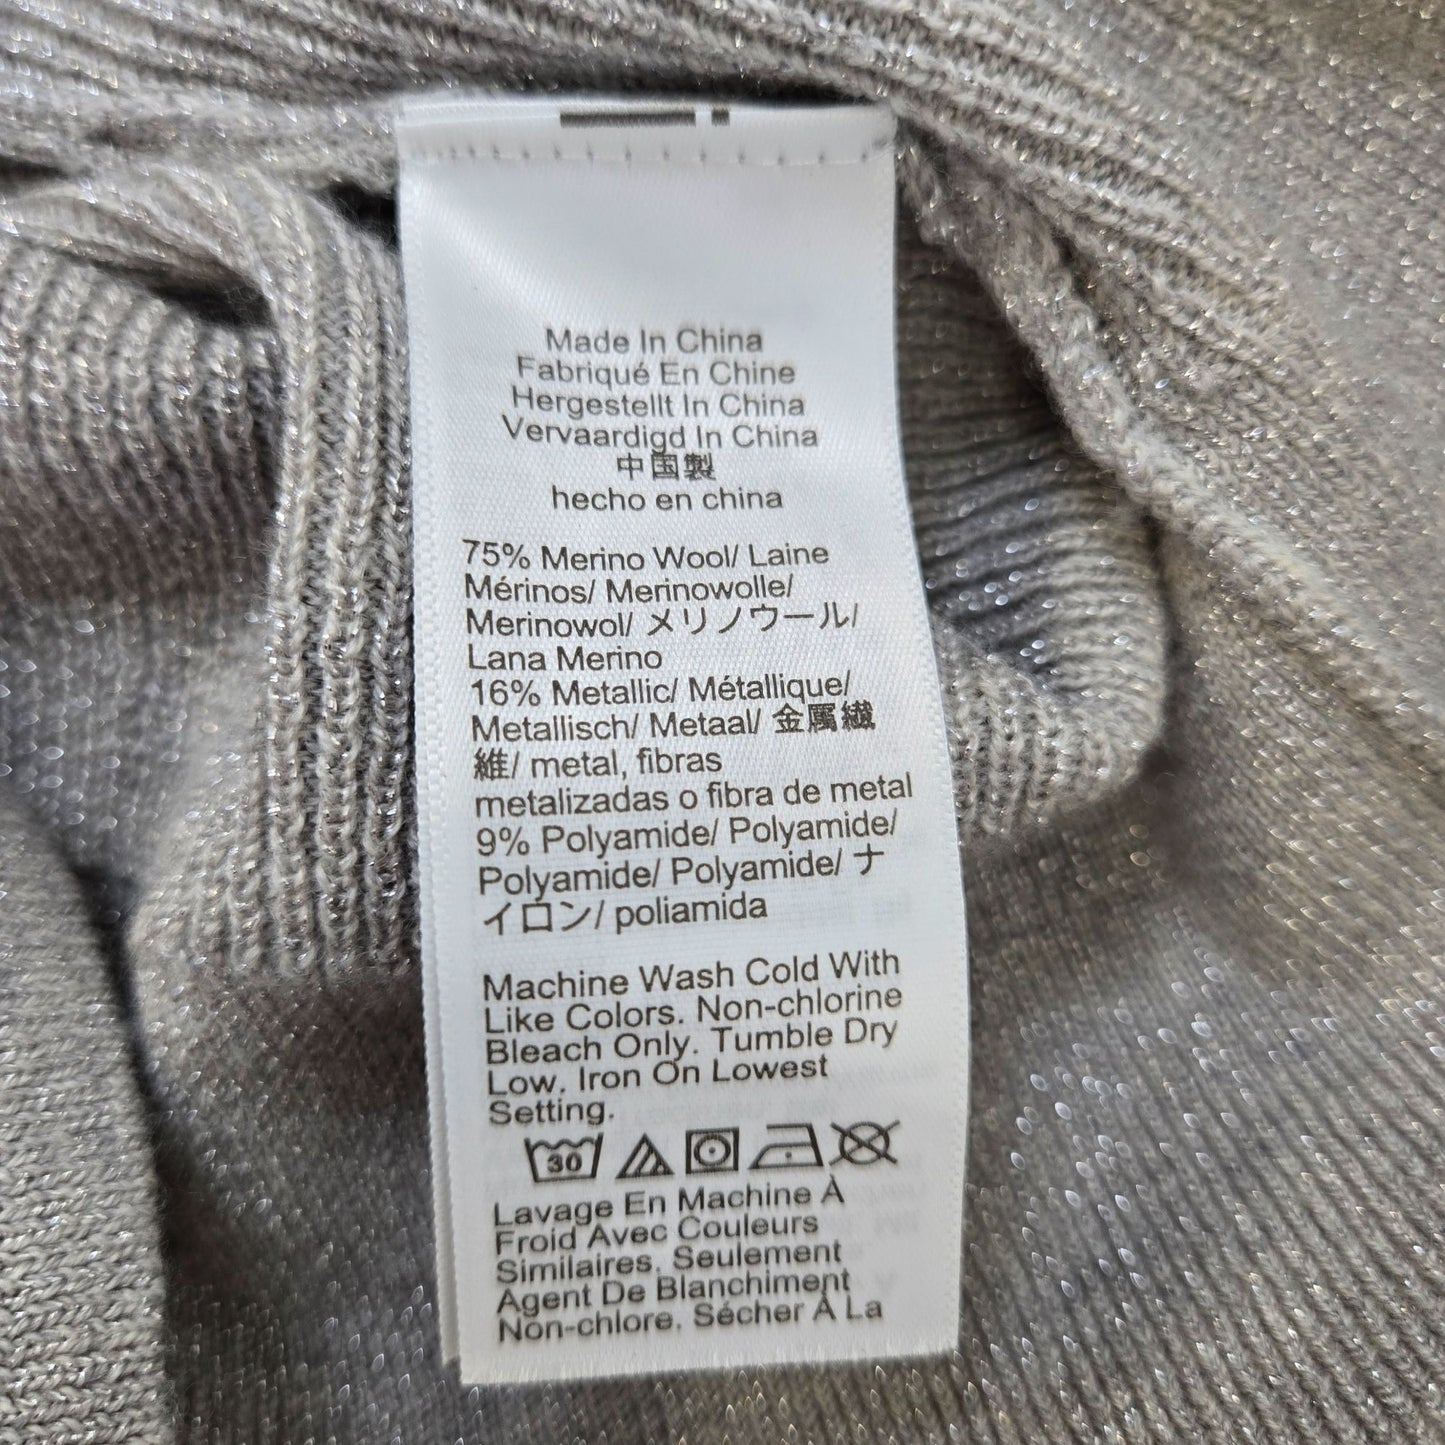 Made In China
Fabriqué En Chine
Hergestellt In China
Vervaardigd In China
中国製
hecho en china
75% Merino Wool/ Laine
Mérinos/ Merinowolle/
Merinowol/ メリノウール/
Lana Merino
16% Metallic/ Métallique/
Metallisch/ Metaal/ 金属繊
維/ metal, fibras
metalizadas o fibra de metal
9% Polyamide/ Polyamide/
Polyamide/ Polyamide/ ナ
イロン/ poliamida
Machine Wash Cold With
Like Colors. Non-chlorine
Bleach Only. Tumble Dry
Low. Iron On Lowest
Setting.
30
Lavage En Machine À
Froid Avec Couleurs
Similaires. Seulement
Agent De Blanchiment
Non-chlore. Sécher À La